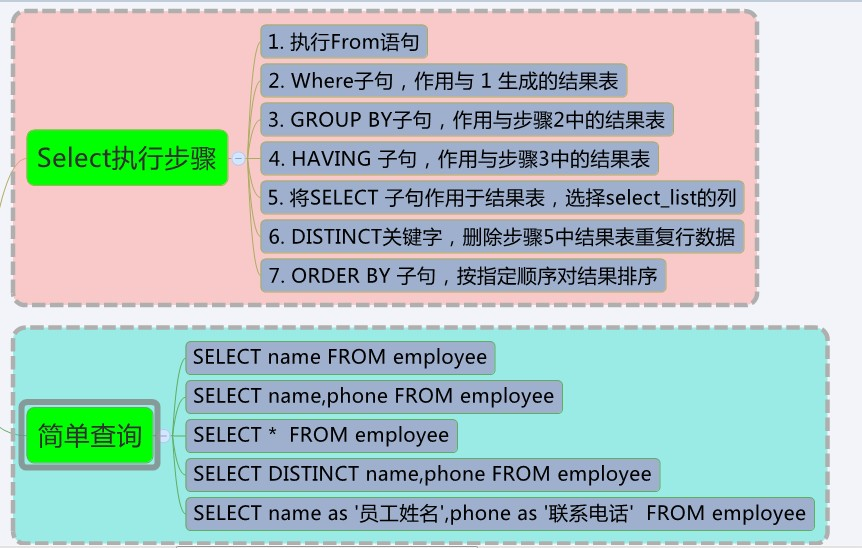 Select执行步骤
1. 执行From语句
2. Where子句，作用与 1 生成的结果表
3. GROUP BY子句，作用与步骤2中的结果表
4. HAVING 子句，作用与步骤3中的结果表
5. 将SELECT 子句作用于结果表，选择select_list的列
6. DISTINCT关键字，删除步骤5中结果表重复行数据
7. ORDER BY 子句，按指定顺序对结果排序
简单查询
SELECT name FROM employee
SELECT name,phone FROM employee
SELECT *  FROM employee
SELECT DISTINCT name,phone FROM employee
SELECT name as '员工姓名',phone as '联系电话'  FROM employee